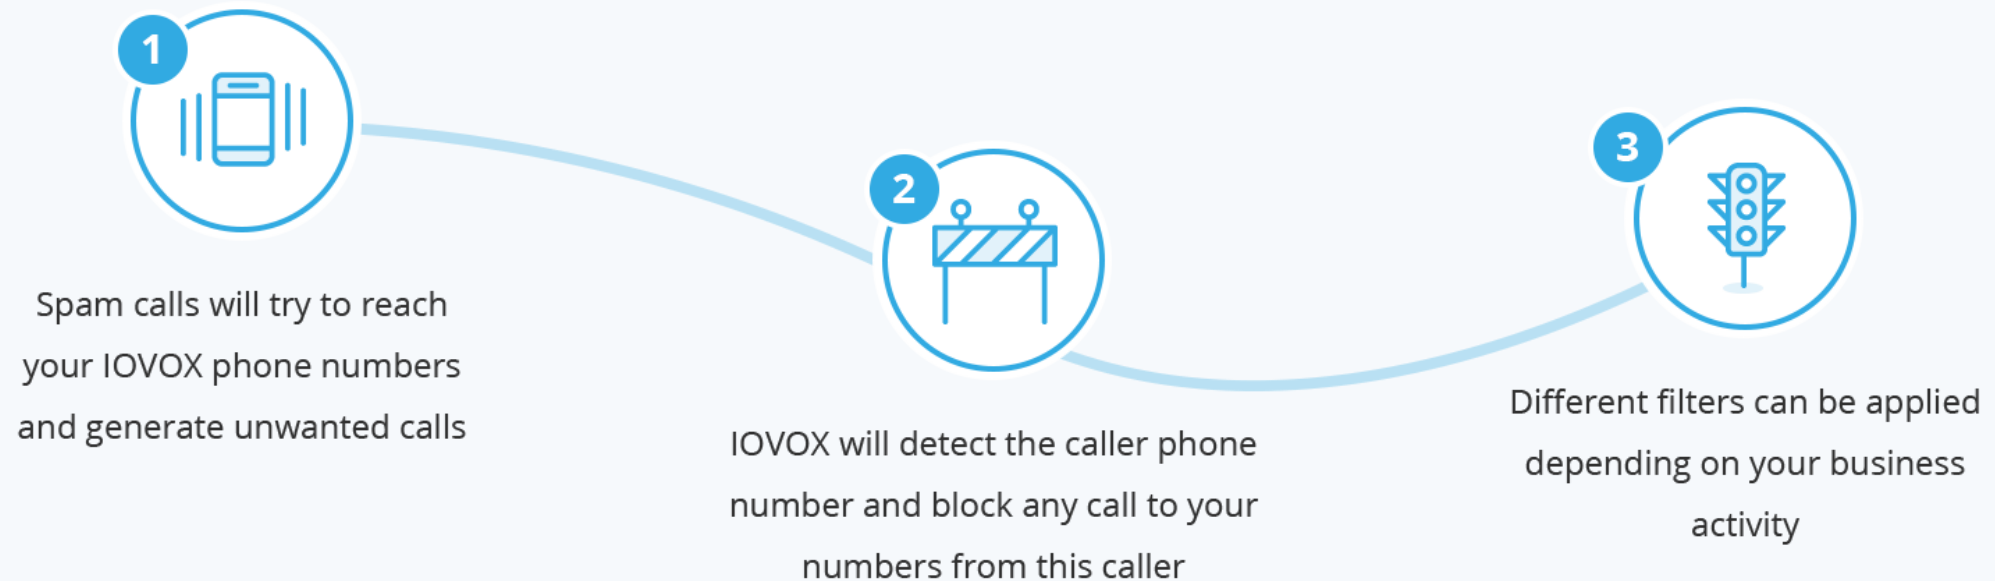 1
Spam calls will try to reach
your IOVOX phone numbers
and generate unwanted calls
2
IOVOX will detect the caller phone
number and block any call to your
numbers from this caller
3
Different filters can be applied
depending on your business
activity